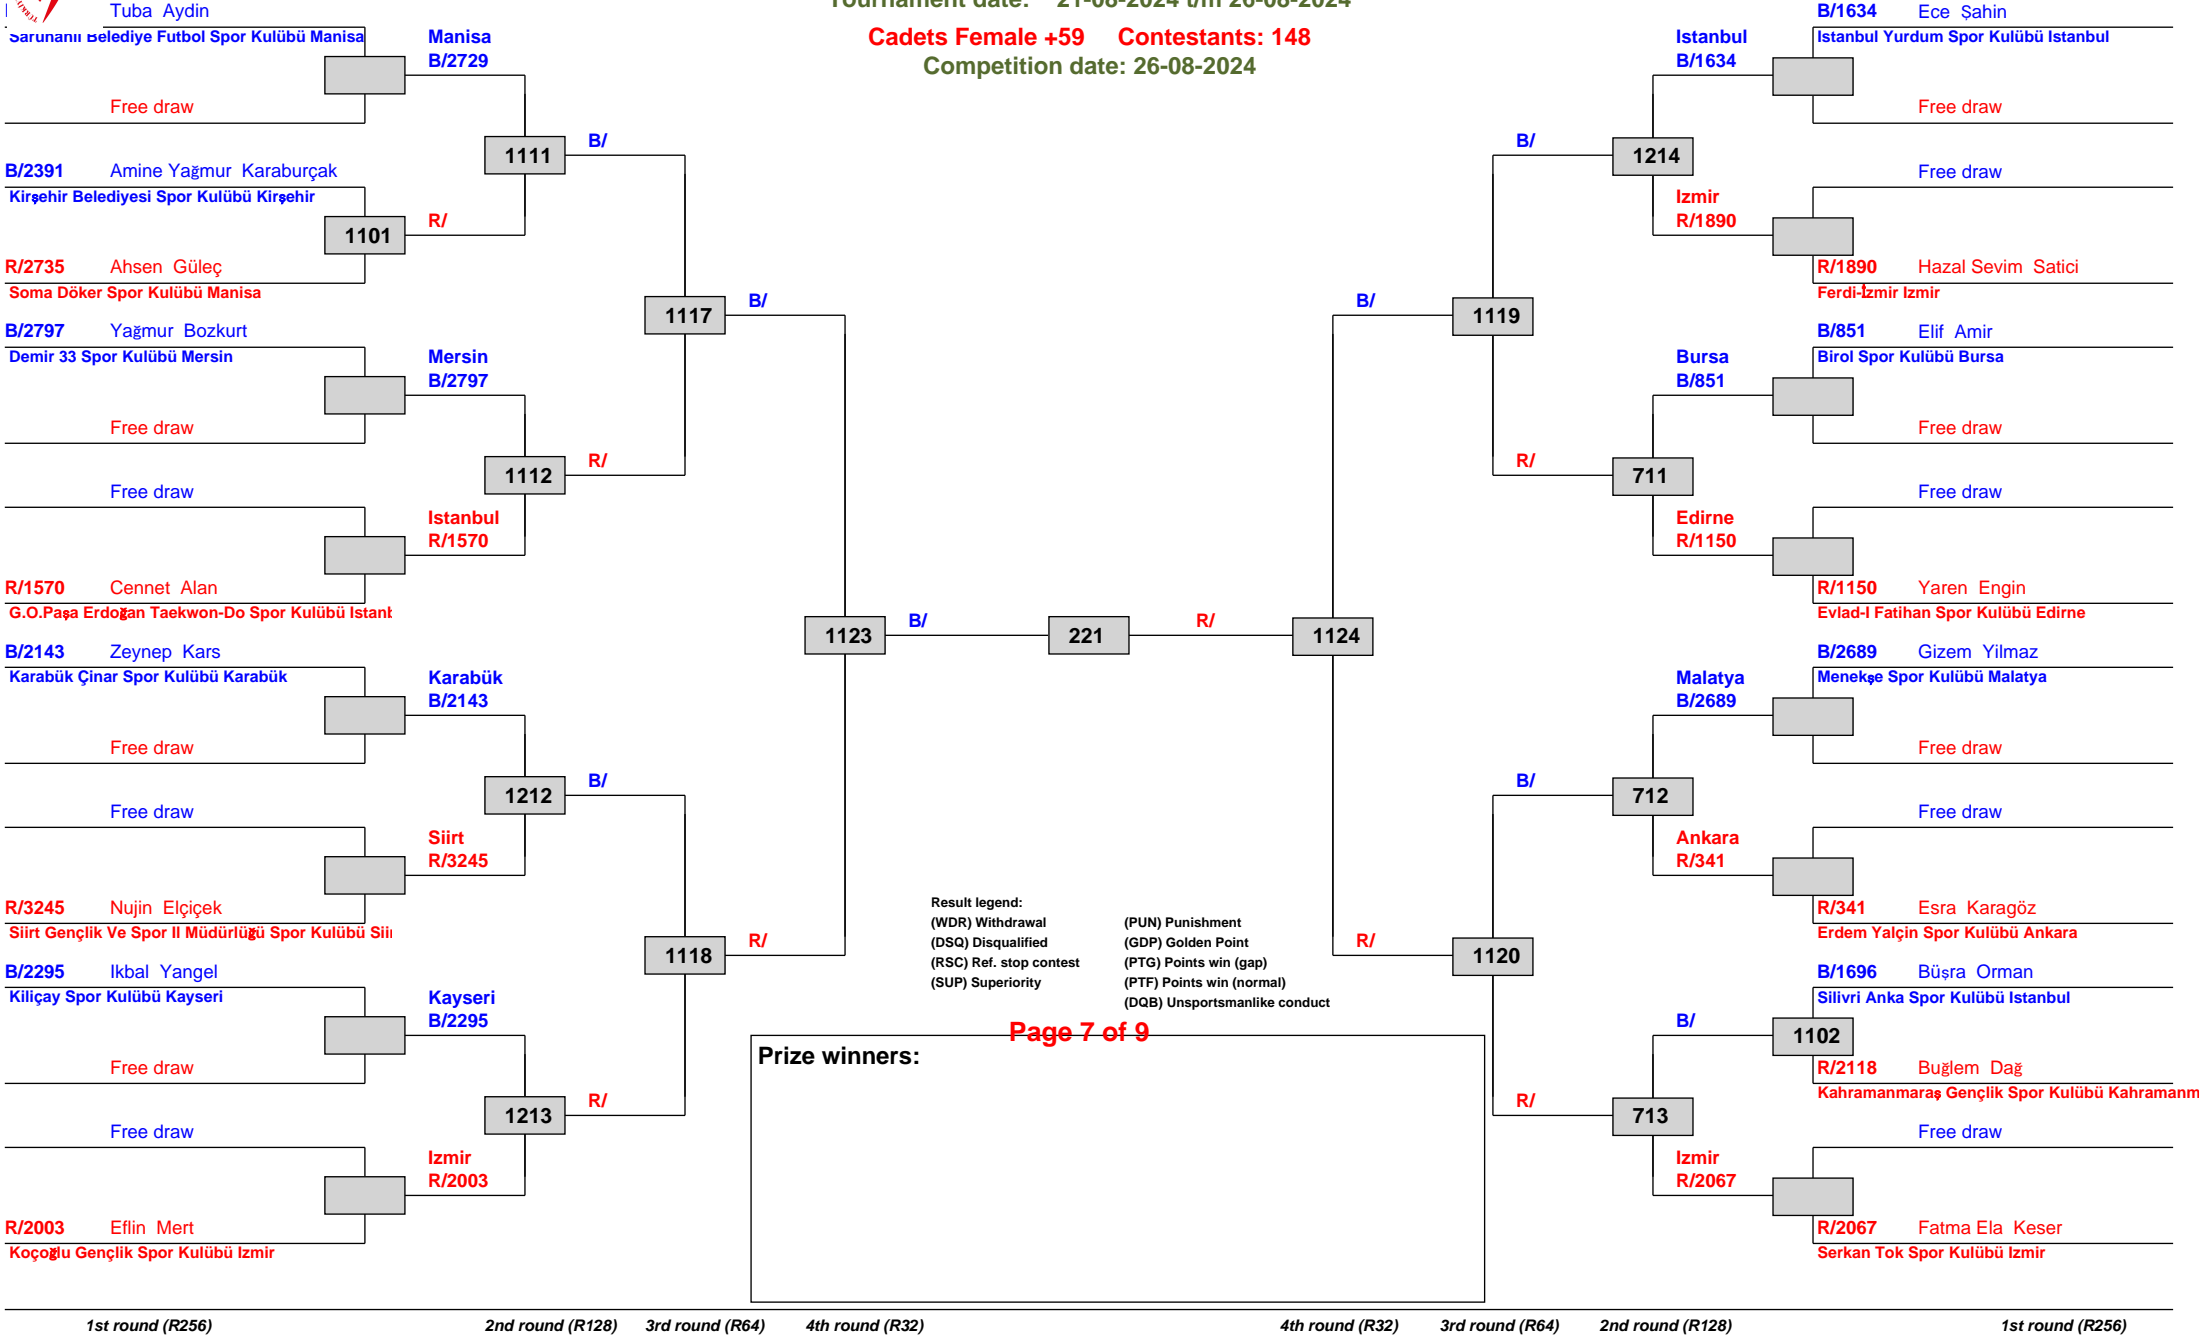 Tournament date: 21-08-2024 t/m 26-08-2024
Cadets Female +59 Contestants: 148
Competition date: 26-08-2024
Tuba Aydin
Saruhanli Belediye Futbol Spor Kulübü Manisa
Manisa
B/2729
Free draw
1111
B/
B/2391 Amine Yağmur Karaburçak
Kirşehir Belediyesi Spor Kulübü Kirşehir
1101
R/
R/2735 Ahsen Güleç
Soma Döker Spor Kulübü Manisa
1117
B/
B/2797 Yağmur Bozkurt
Demir 33 Spor Kulübü Mersin
Mersin
B/2797
Free draw
1112
R/
Free draw
Istanbul
R/1570
R/1570 Cennet Alan
G.O.Paşa Erdoğan Taekwon-Do Spor Kulübü Istanb
1123
B/
221
R/
1124
B/2143 Zeynep Kars
Karabük Çinar Spor Kulübü Karabük
Karabük
B/2143
Free draw
1212
B/
Free draw
Siirt
R/3245
R/3245 Nujin Elçiçek
Siirt Gençlik Ve Spor Il Müdürlüğü Spor Kulübü Siir
1118
R/
B/2295 Ikbal Yangel
Kiliçay Spor Kulübü Kayseri
Kayseri
B/2295
Free draw
1213
R/
Free draw
Izmir
R/2003
R/2003 Eflin Mert
Koçoğlu Gençlik Spor Kulübü Izmir
B/1634 Ece Şahin
Istanbul Yurdum Spor Kulübü Istanbul
Istanbul
B/1634
Free draw
B/
1214
Free draw
Izmir
R/1890
R/1890 Hazal Sevim Satici
Ferdi-İzmir Izmir
B/
1119
B/851 Elif Amir
Birol Spor Kulübü Bursa
Bursa
B/851
Free draw
R/
711
Free draw
Edirne
R/1150
R/1150 Yaren Engin
Evlad-I Fatihan Spor Kulübü Edirne
B/2689 Gizem Yilmaz
Menekşe Spor Kulübü Malatya
Malatya
B/2689
Free draw
B/
712
Free draw
Ankara
R/341
R/341 Esra Karagöz
Erdem Yalçin Spor Kulübü Ankara
R/
1120
B/1696 Büşra Orman
Silivri Anka Spor Kulübü Istanbul
B/
1102
R/2118 Buğlem Dağ
Kahramanmaraş Gençlik Spor Kulübü Kahramanm
R/
713
Free draw
Izmir
R/2067
R/2067 Fatma Ela Keser
Serkan Tok Spor Kulübü Izmir
Result legend:
(WDR) Withdrawal (PUN) Punishment
(DSQ) Disqualified (GDP) Golden Point
(RSC) Ref. stop contest (PTG) Points win (gap)
(SUP) Superiority (PTF) Points win (normal)
(DQB) Unsportsmanlike conduct
Page 7 of 9
Prize winners:
1st round (R256) 2nd round (R128) 3rd round (R64) 4th round (R32) 4th round (R32) 3rd round (R64) 2nd round (R128) 1st round (R256)